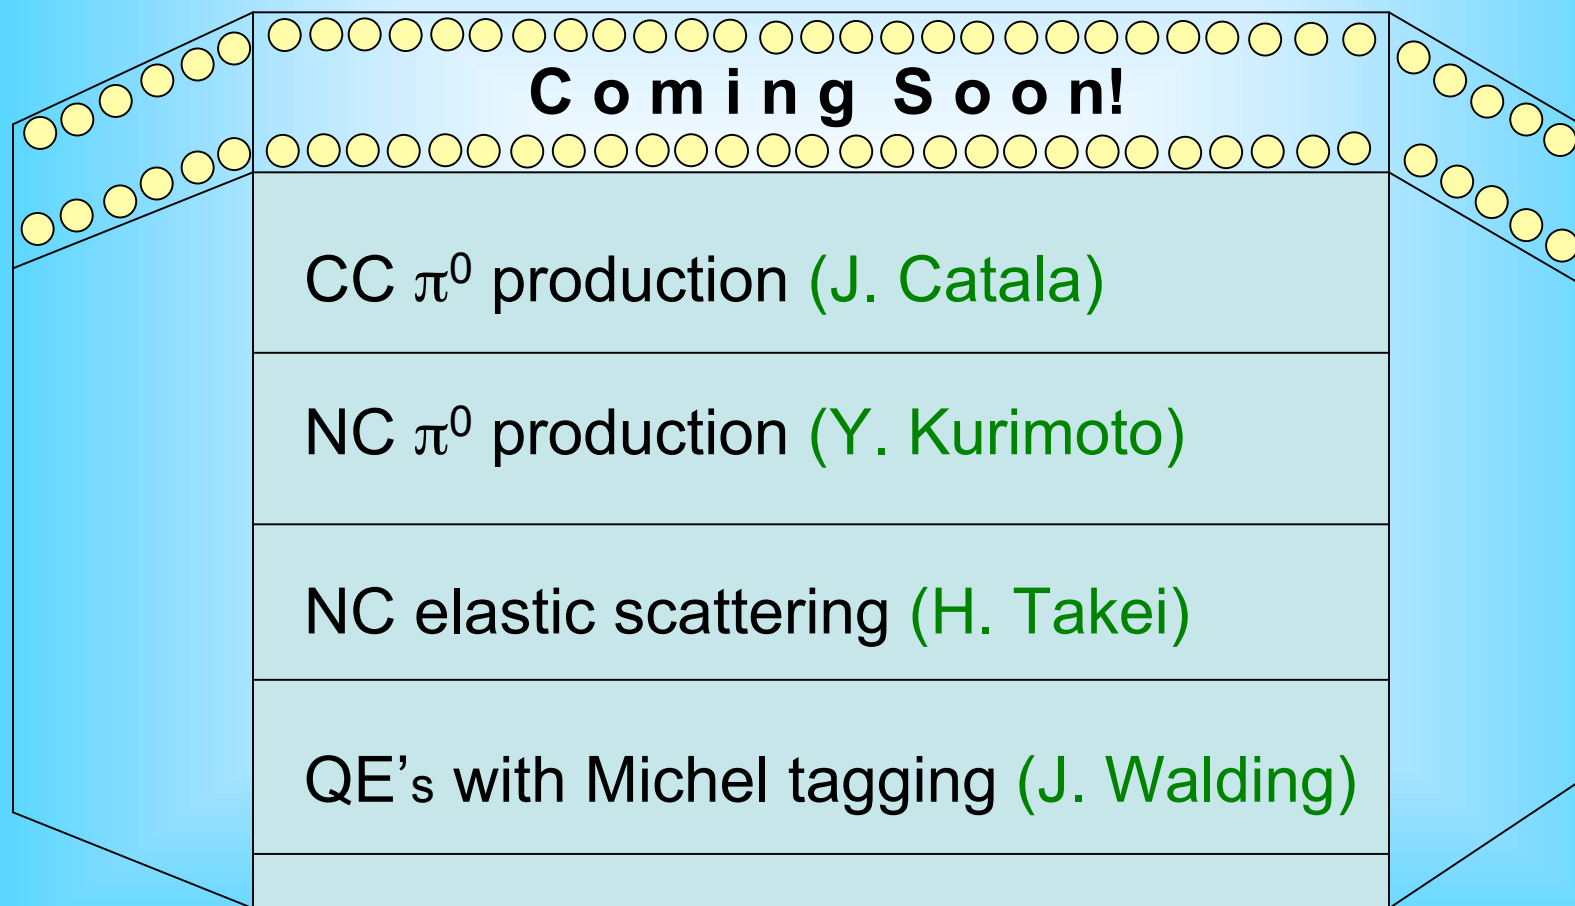 Coming Soon!
CC π⁰ production (J. Catala)
NC π⁰ production (Y. Kurimoto)
NC elastic scattering (H. Takei)
QE’s with Michel tagging (J. Walding)